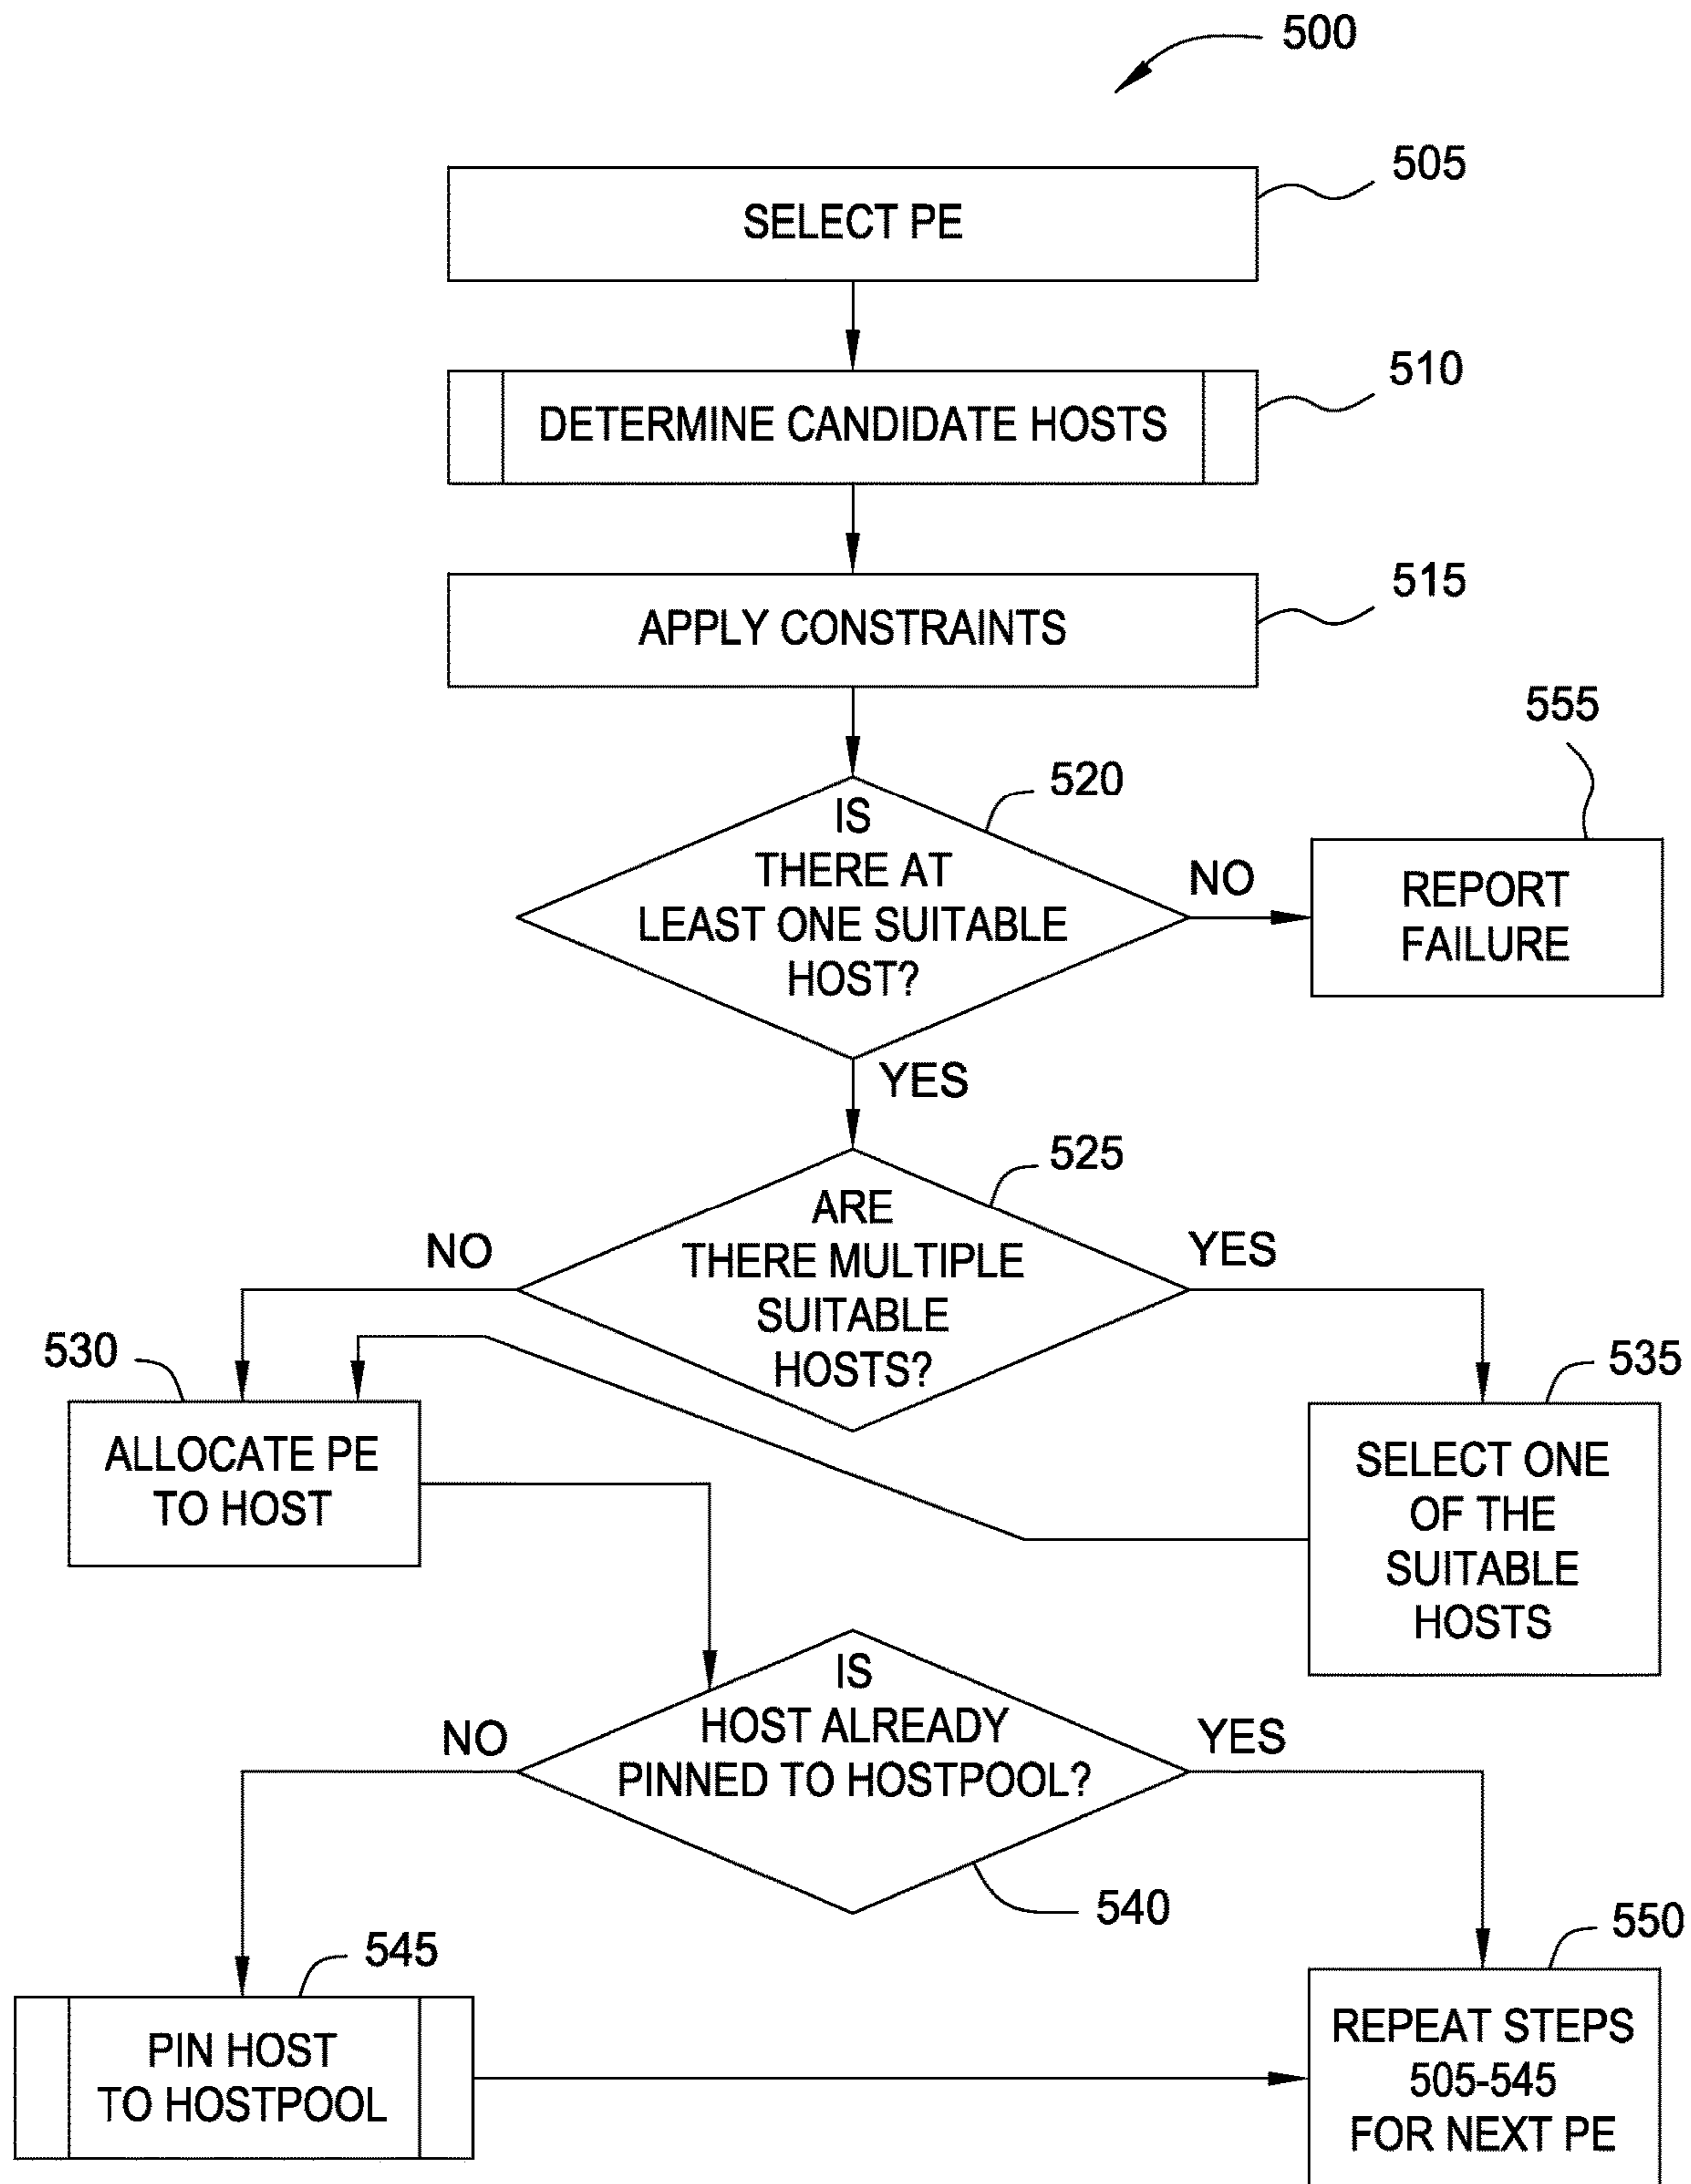 500
505
SELECT PE
510
DETERMINE CANDIDATE HOSTS
515
APPLY CONSTRAINTS
555
520
IS
THERE AT
LEAST ONE SUITABLE
HOST?
NO
REPORT
FAILURE
YES
525
ARE
THERE MULTIPLE
SUITABLE
HOSTS?
NO
YES
530
ALLOCATE PE
TO HOST
535
SELECT ONE
OF THE
SUITABLE
HOSTS
IS
HOST ALREADY
PINNED TO HOSTPOOL?
NO
YES
540
545
PIN HOST
TO HOSTPOOL
550
REPEAT STEPS
505-545
FOR NEXT PE